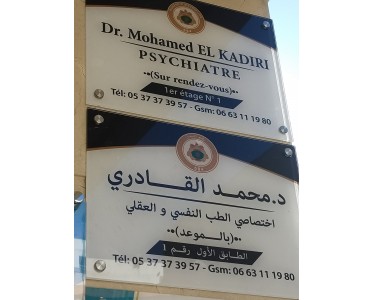 Dr. Mohamed EL KADIRI
PSYCHIATRE
••(Sur rendez-vous)••
1er étage N° 1
Tél: 05 37 37 39 57 - Gsm: 06 63 11 19 80
د.محمد القادري
اختصاصي الطب النفسي و العقلي
••(بالموعد)••
الطابق الأول رقم 1
Tél: 05 37 37 39 57 - Gsm: 06 63 11 19 80